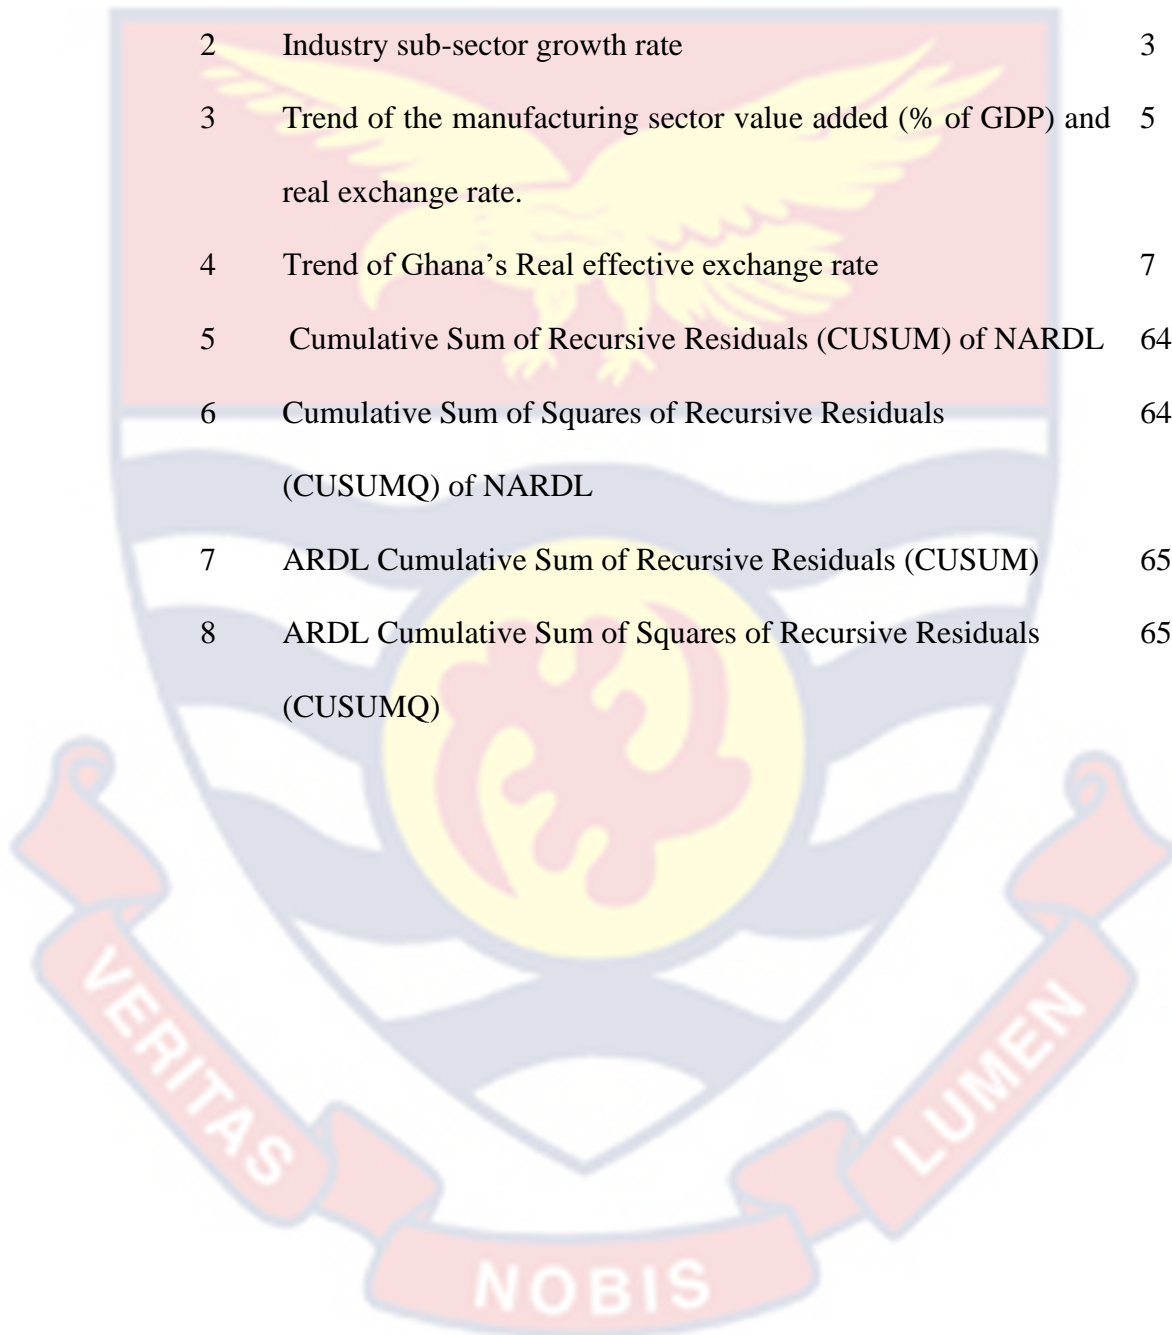 2 Industry sub-sector growth rate 3
3 Trend of the manufacturing sector value added (% of GDP) and 5
real exchange rate.
4 Trend of Ghana’s Real effective exchange rate 7
5 Cumulative Sum of Recursive Residuals (CUSUM) of NARDL 64
6 Cumulative Sum of Squares of Recursive Residuals 64
(CUSUMQ) of NARDL
7 ARDL Cumulative Sum of Recursive Residuals (CUSUM) 65
8 ARDL Cumulative Sum of Squares of Recursive Residuals 65
(CUSUMQ)
VERITAS
NOBIS
LUMEN